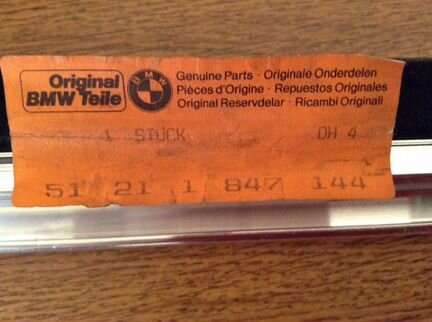 Original
BMW Teile
BMW
Genuine Parts · Originale Onderdelen
Pièces d'Origine · Repuestos Originales
Original Reservdelar · Ricambi Originali
1 STÜCK DH 4
51 21 1 847 144